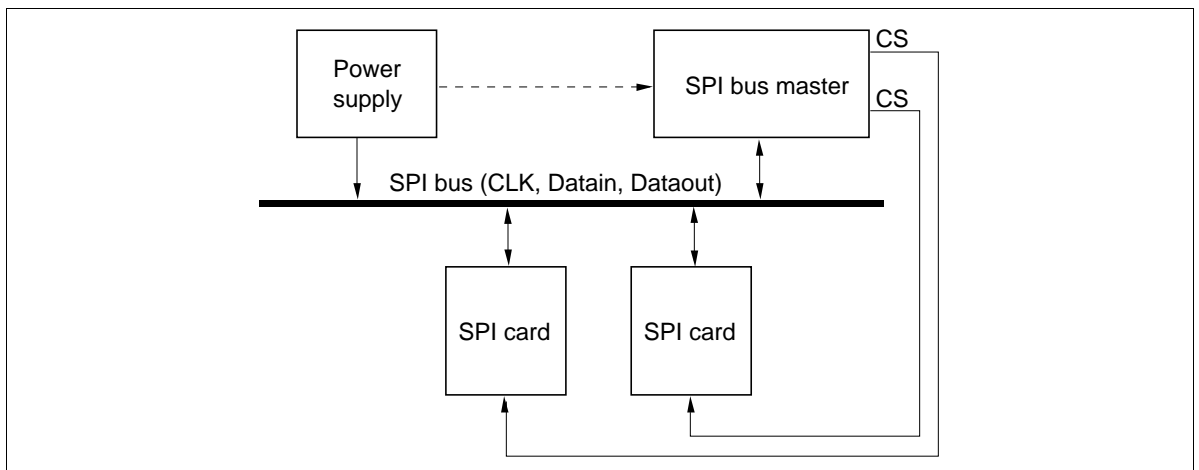 CS
Power
supply
SPI bus master
CS
SPI bus (CLK, Datain, Dataout)
SPI card
SPI card